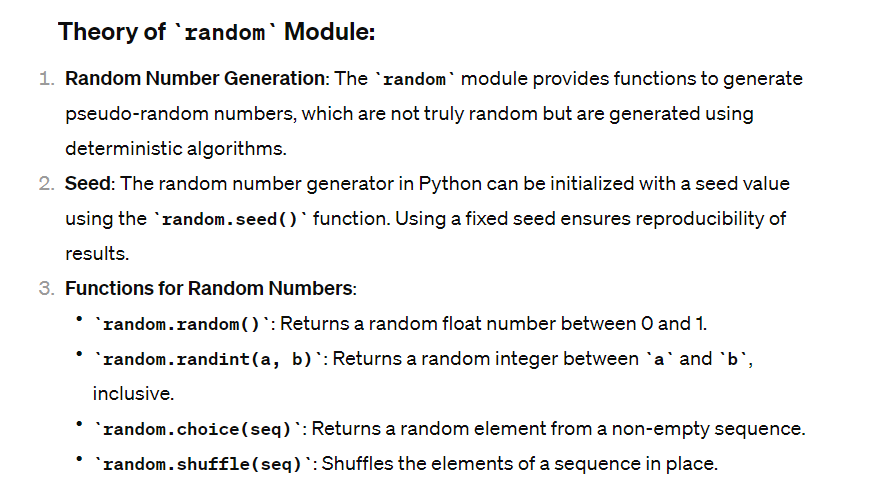 Theory of `random` Module:
1. Random Number Generation: The `random` module provides functions to generate
pseudo-random numbers, which are not truly random but are generated using
deterministic algorithms.
2. Seed: The random number generator in Python can be initialized with a seed value
using the `random.seed()` function. Using a fixed seed ensures reproducibility of
results.
3. Functions for Random Numbers:
• `random.random()`: Returns a random float number between 0 and 1.
• `random.randint(a, b)`: Returns a random integer between `a` and `b`,
inclusive.
• `random.choice(seq)`: Returns a random element from a non-empty sequence.
• `random.shuffle(seq)`: Shuffles the elements of a sequence in place.